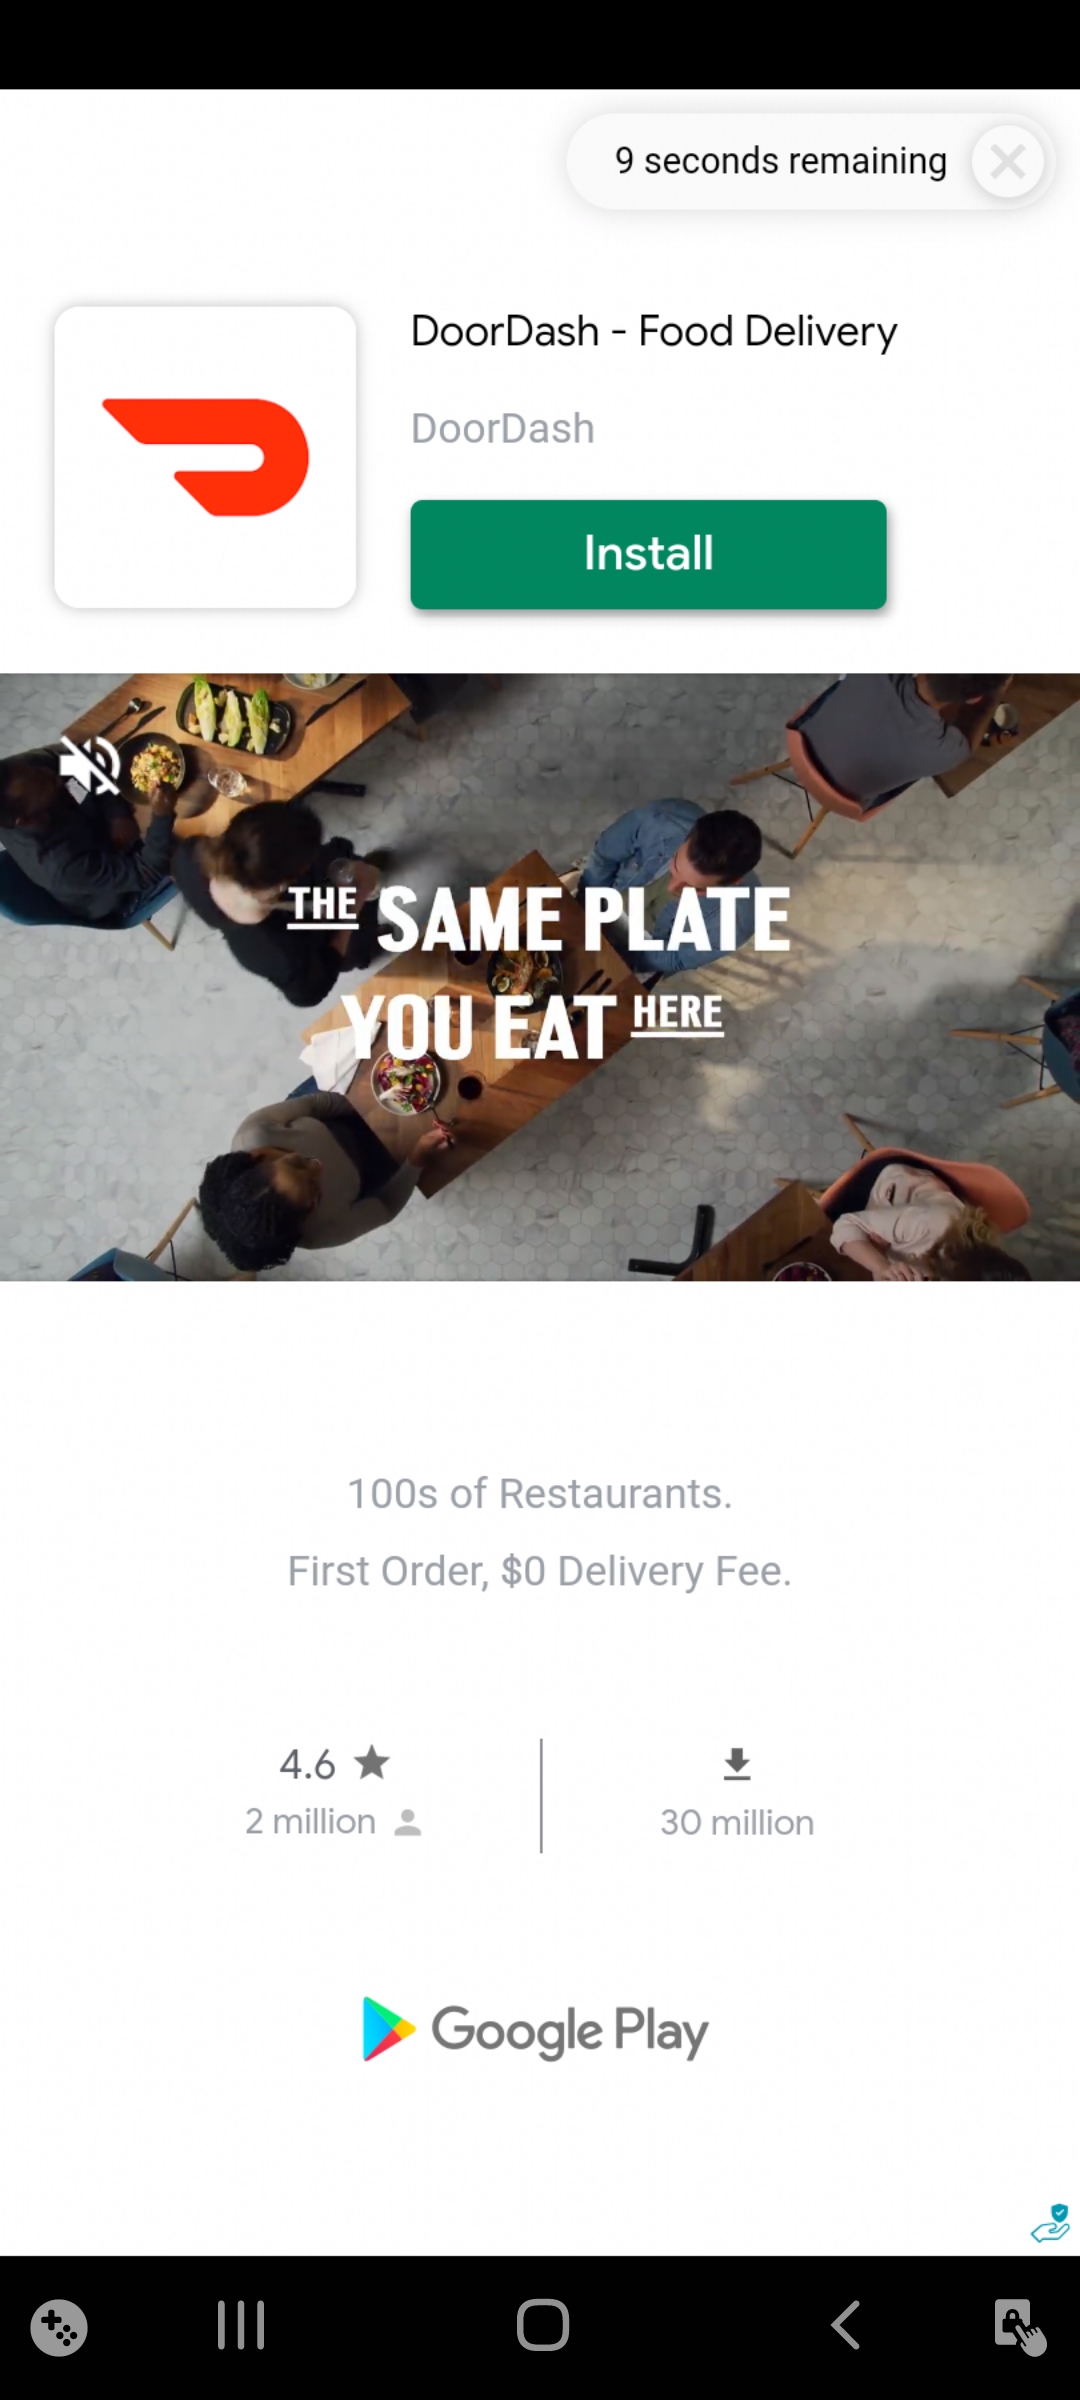 9 seconds remaining
DoorDash - Food Delivery
DoorDash
Install
THE SAME PLATE
YOU EAT HERE
100s of Restaurants.
First Order, $0 Delivery Fee.
4.6
2 million
30 million
Google Play